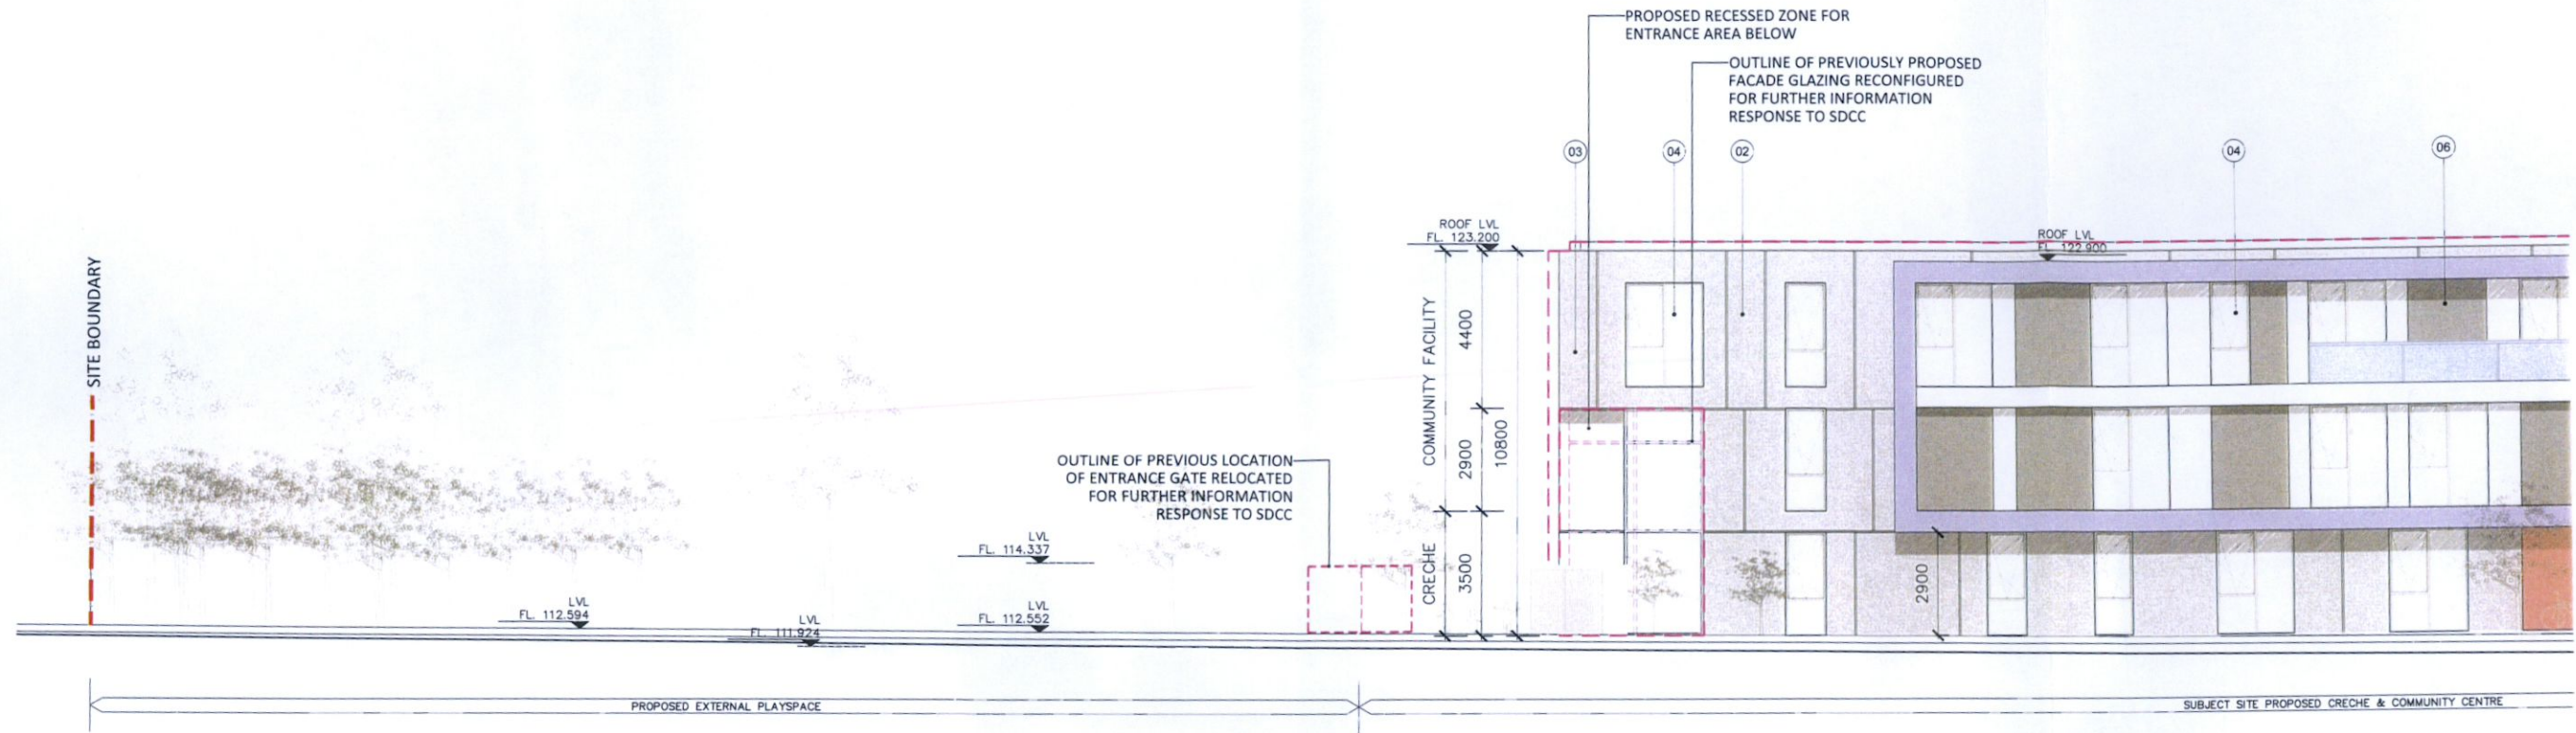 PROPOSED RECESSED ZONE FOR
ENTRANCE AREA BELOW
OUTLINE OF PREVIOUSLY PROPOSED
FACADE GLAZING RECONFIGURED
FOR FURTHER INFORMATION
RESPONSE TO SDCC
03
04
02
04
06
ROOF LVL
FL. 123.200
ROOF LVL
FL. 122.900
SITE BOUNDARY
COMMUNITY FACILITY
4400
2900
10800
CRECHE
3500
2900
OUTLINE OF PREVIOUS LOCATION
OF ENTRANCE GATE RELOCATED
FOR FURTHER INFORMATION
RESPONSE TO SDCC
LVL
FL. 114.337
LVL
FL. 112.594
LVL
FL. 111.924
LVL
FL. 112.552
PROPOSED EXTERNAL PLAYSPACE
SUBJECT SITE PROPOSED CRECHE & COMMUNITY CENTRE